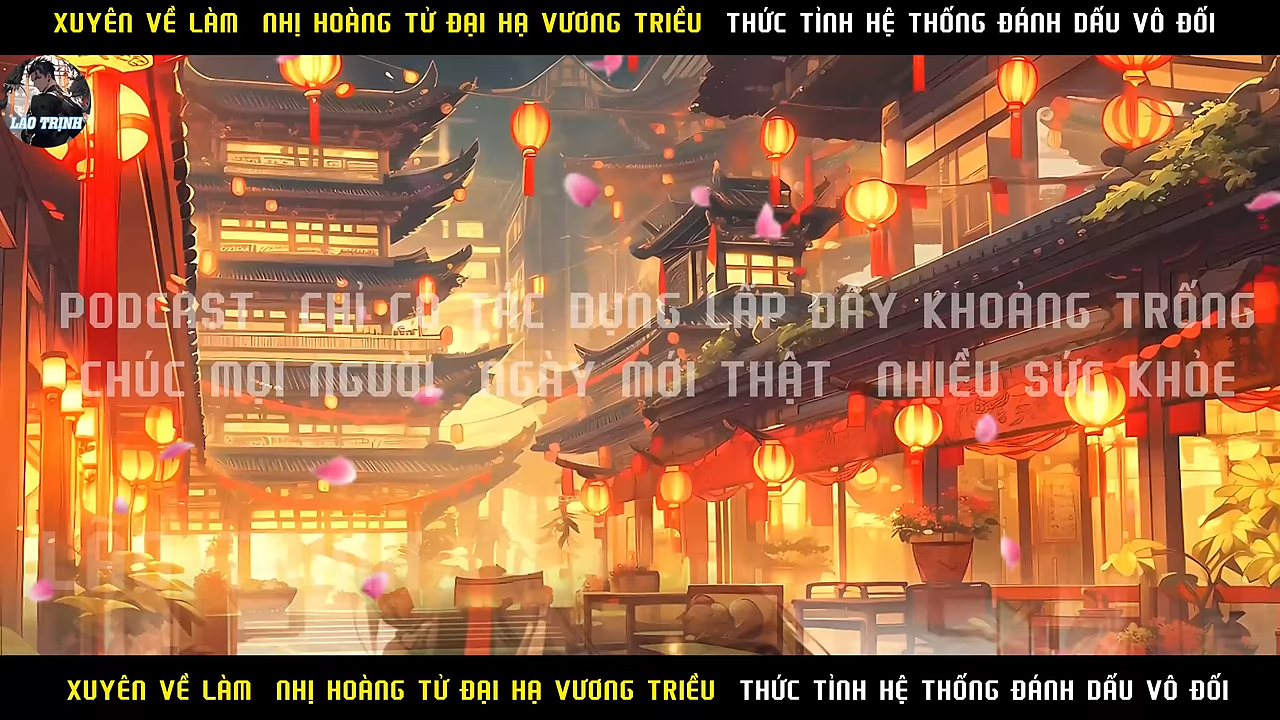 XUYÊN VỀ LÀM NHỊ HOÀNG TỬ ĐẠI HẠ VƯƠNG TRIỀU THỨC TỈNH HỆ THỐNG ĐÁNH DẤU VÔ ĐỐI
LÃO TRỊNH
PODCAST CHỈ CÓ TÁC DỤNG LẤP ĐẦY KHOẢNG TRỐNG
CHÚC MỌI NGƯỜI NGÀY MỚI THẬT NHIỀU SỨC KHỎE
XUYÊN VỀ LÀM NHỊ HOÀNG TỬ ĐẠI HẠ VƯƠNG TRIỀU THỨC TỈNH HỆ THỐNG ĐÁNH DẤU VÔ ĐỐI